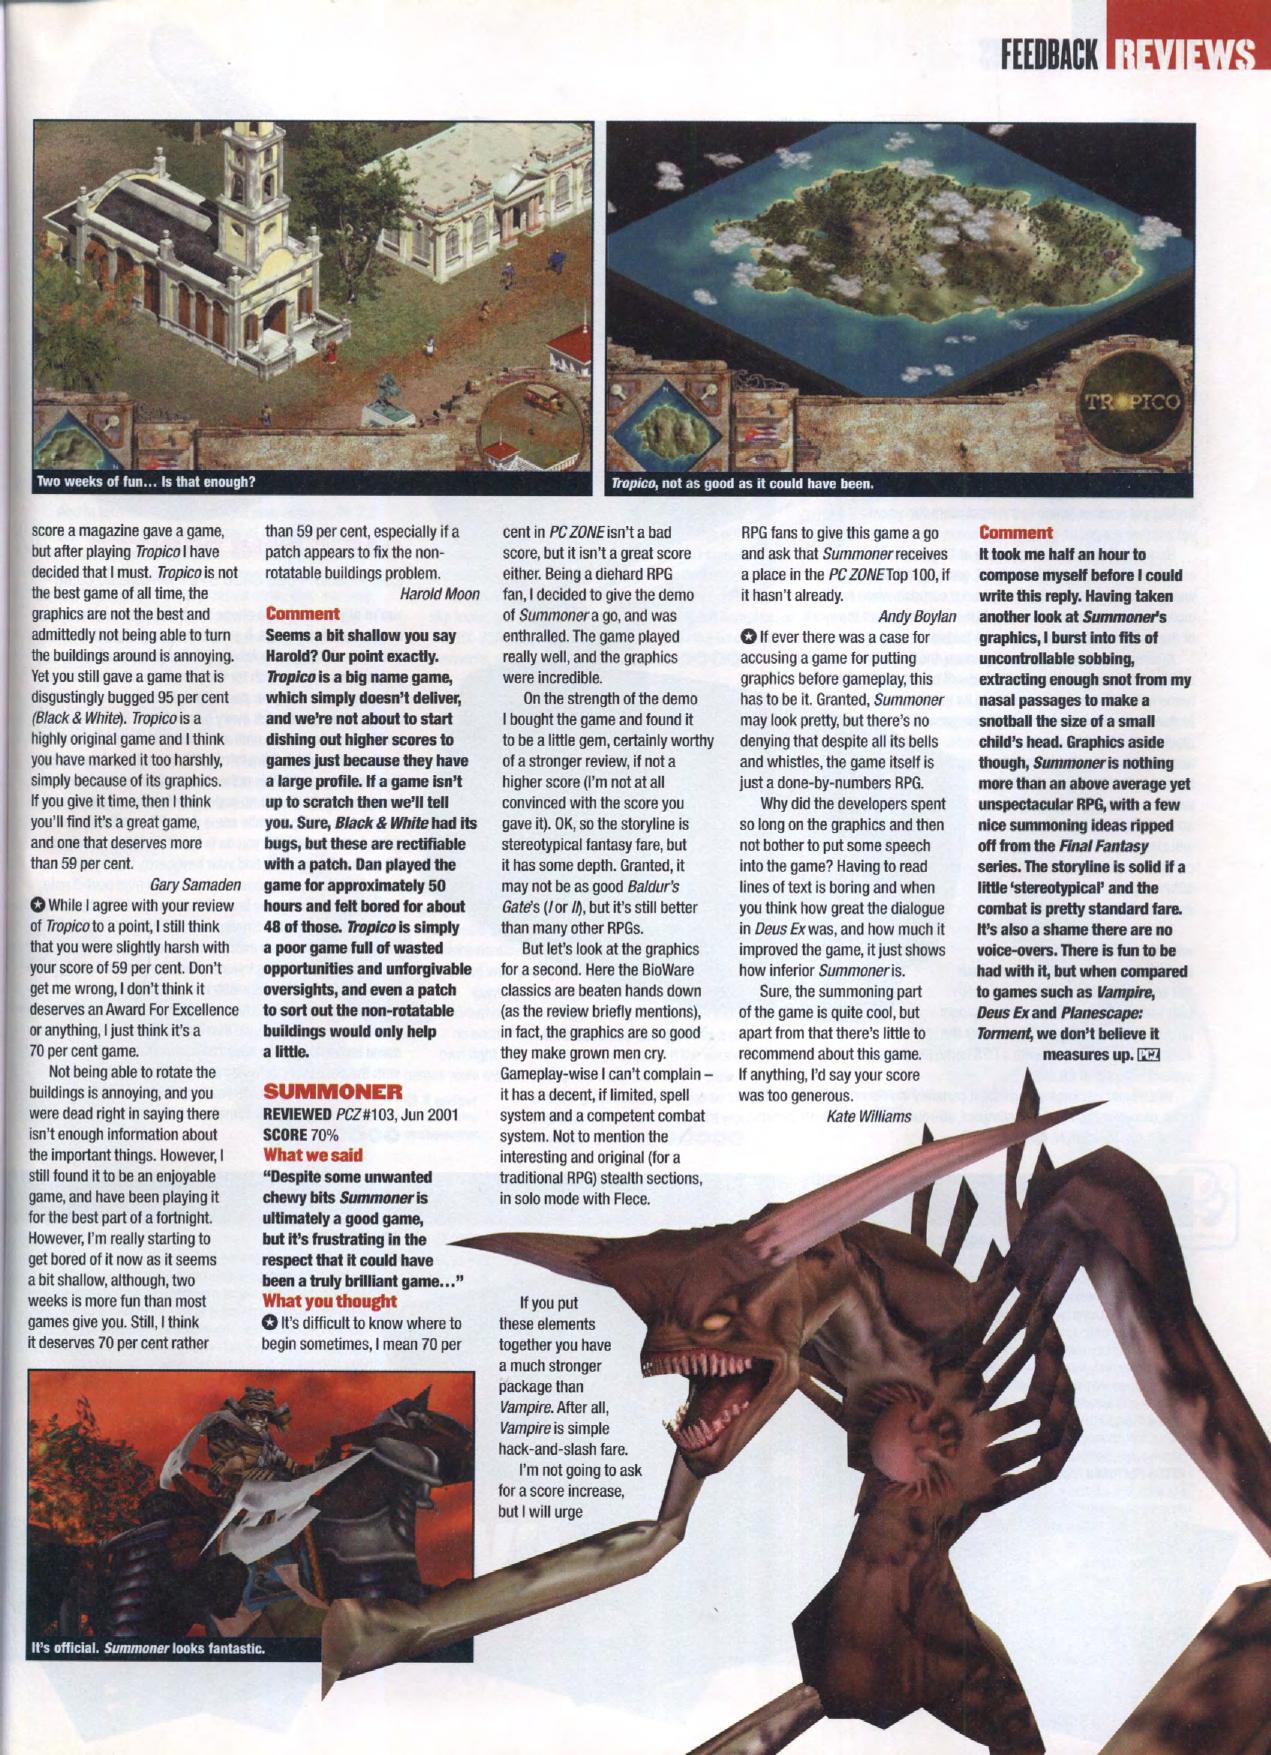 FEEDBACK REVIEWS
TROPICO
Two weeks of fun... Is that enough?
Tropico, not as good as it could have been.
score a magazine gave a game,
but after playing Tropico I have
decided that I must. Tropico is not
the best game of all time, the
graphics are not the best and
admittedly not being able to turn
the buildings around is annoying.
Yet you still gave a game that is
disgustingly bugged 95 per cent
(Black & White). Tropico is a
highly original game and I think
you have marked it too harshly,
simply because of its graphics.
If you give it time, then I think
you'll find it's a great game,
and one that deserves more
than 59 per cent.
Gary Samaden
While I agree with your review
of Tropico to a point, I still think
that you were slightly harsh with
your score of 59 per cent. Don't
get me wrong, I don't think it
deserves an Award For Excellence
or anything, I just think it's a
70 per cent game.
Not being able to rotate the
buildings is annoying, and you
were dead right in saying there
isn't enough information about
the important things. However, I
still found it to be an enjoyable
game, and have been playing it
for the best part of a fortnight.
However, I'm really starting to
get bored of it now as it seems
a bit shallow, although, two
weeks is more fun than most
games give you. Still, I think
it deserves 70 per cent rather
than 59 per cent, especially if a
patch appears to fix the non-
rotatable buildings problem.
Harold Moon
Comment
Seems a bit shallow you say
Harold? Our point exactly.
Tropico is a big name game,
which simply doesn't deliver,
and we're not about to start
dishing out higher scores to
games just because they have
a large profile. If a game isn't
up to scratch then we'll tell
you. Sure, Black & White had its
bugs, but these are rectifiable
with a patch. Dan played the
game for approximately 50
hours and felt bored for about
48 of those. Tropico is simply
a poor game full of wasted
opportunities and unforgivable
oversights, and even a patch
to sort out the non-rotatable
buildings would only help
a little.
SUMMONER
REVIEWED PCZ #103, Jun 2001
SCORE 70%
What we said
"Despite some unwanted
chewy bits Summoner is
ultimately a good game,
but it's frustrating in the
respect that it could have
been a truly brilliant game..."
What you thought
It's difficult to know where to
begin sometimes, I mean 70 per
cent in PC ZONE isn't a bad
score, but it isn't a great score
either. Being a diehard RPG
fan, I decided to give the demo
of Summoner a go, and was
enthralled. The game played
really well, and the graphics
were incredible.
On the strength of the demo
I bought the game and found it
to be a little gem, certainly worthy
of a stronger review, if not a
higher score (I'm not at all
convinced with the score you
gave it). OK, so the storyline is
stereotypical fantasy fare, but
it has some depth. Granted, it
may not be as good Baldur's
Gate's (I or II), but it's still better
than many other RPGs.
But let's look at the graphics
for a second. Here the BioWare
classics are beaten hands down
(as the review briefly mentions),
in fact, the graphics are so good
they make grown men cry.
Gameplay-wise I can't complain –
it has a decent, if limited, spell
system and a competent combat
system. Not to mention the
interesting and original (for a
traditional RPG) stealth sections,
in solo mode with Flece.
If you put
these elements
together you have
a much stronger
package than
Vampire. After all,
Vampire is simple
hack-and-slash fare.
I'm not going to ask
for a score increase,
but I will urge
RPG fans to give this game a go
and ask that Summoner receives
a place in the PC ZONE Top 100, if
it hasn't already.
Andy Boylan
If ever there was a case for
accusing a game for putting
graphics before gameplay, this
has to be it. Granted, Summoner
may look pretty, but there's no
denying that despite all its bells
and whistles, the game itself is
just a done-by-numbers RPG.
Why did the developers spent
so long on the graphics and then
not bother to put some speech
into the game? Having to read
lines of text is boring and when
you think how great the dialogue
in Deus Ex was, and how much it
improved the game, it just shows
how inferior Summoner is.
Sure, the summoning part
of the game is quite cool, but
apart from that there's little to
recommend about this game.
If anything, I'd say your score
was too generous.
Kate Williams
Comment
It took me half an hour to
compose myself before I could
write this reply. Having taken
another look at Summoner's
graphics, I burst into fits of
uncontrollable sobbing,
extracting enough snot from my
nasal passages to make a
snotball the size of a small
child's head. Graphics aside
though, Summoner is nothing
more than an above average yet
unspectacular RPG, with a few
nice summoning ideas ripped
off from the Final Fantasy
series. The storyline is solid if a
little 'stereotypical' and the
combat is pretty standard fare.
It's also a shame there are no
voice-overs. There is fun to be
had with it, but when compared
to games such as Vampire,
Deus Ex and Planescape:
Torment, we don't believe it
measures up. PCZ
It's official. Summoner looks fantastic.